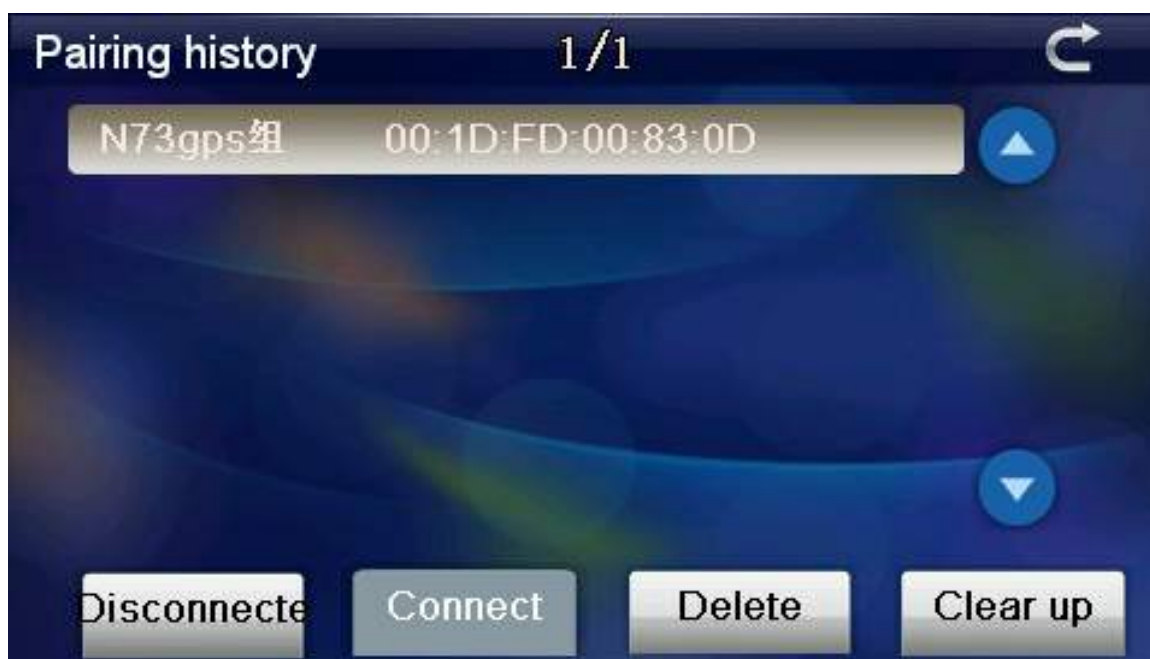 Pairing history 1/1
N73gps组 00:1D:FD:00:83:0D
Disconnecte Connect Delete Clear up